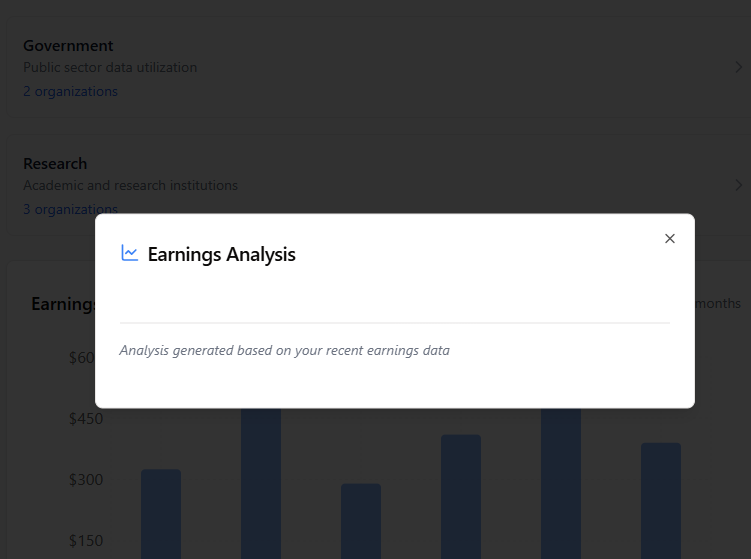 Government
Public sector data utilization
2 organizations
Research
Academic and research institutions
3 organizations
Earnings Analysis
Earnings
months
Analysis generated based on your recent earnings data
$60
$450
$300
$150